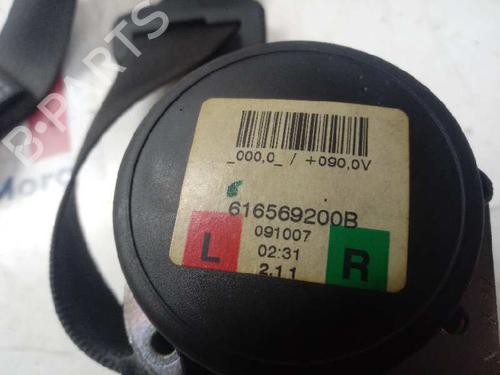 _000,0_ / +090,0V
616569200B
091007
L
02:31
R
2.1.1
B-PARTS